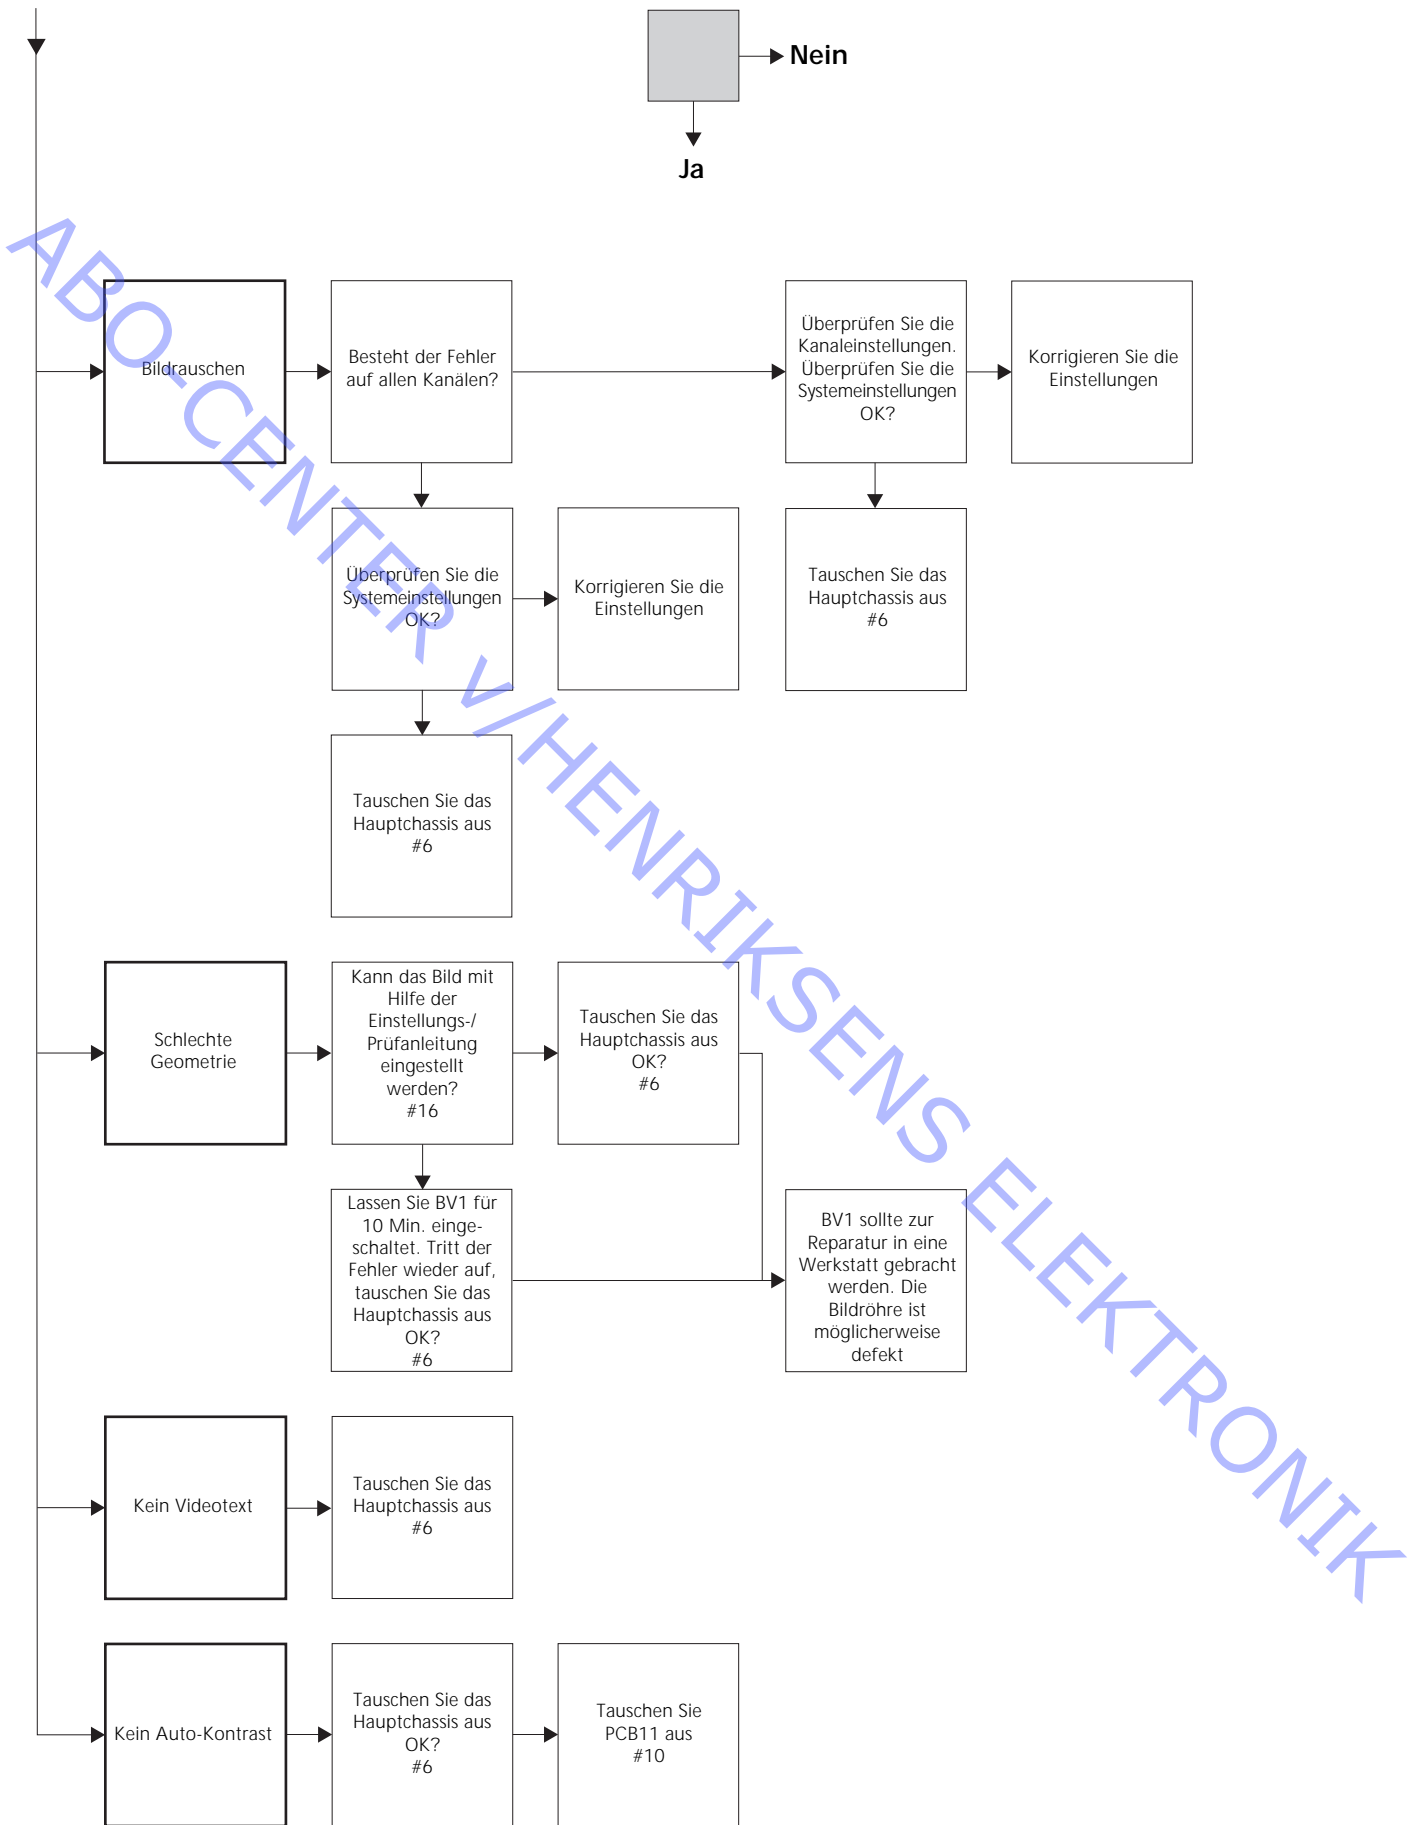 Nein
Ja
Bildrauschen
Besteht der Fehler
auf allen Kanälen?
Überprüfen Sie die
Kanaleinstellungen.
Überprüfen Sie die
Systemeinstellungen
OK?
Korrigieren Sie die
Einstellungen
Überprüfen Sie die
Systemeinstellungen
OK?
Korrigieren Sie die
Einstellungen
Tauschen Sie das
Hauptchassis aus
#6
Tauschen Sie das
Hauptchassis aus
#6
Schlechte
Geometrie
Kann das Bild mit
Hilfe der
Einstellungs-/
Prüfanleitung
eingestellt
werden?
#16
Tauschen Sie das
Hauptchassis aus
OK?
#6
Lassen Sie BV1 für
10 Min. einge-
schaltet. Tritt der
Fehler wieder auf,
tauschen Sie das
Hauptchassis aus
OK?
#6
BV1 sollte zur
Reparatur in eine
Werkstatt gebracht
werden. Die
Bildröhre ist
möglicherweise
defekt
Kein Videotext
Tauschen Sie das
Hauptchassis aus
#6
Kein Auto-Kontrast
Tauschen Sie das
Hauptchassis aus
OK?
#6
Tauschen Sie
PCB11 aus
#10
ABO-CENTER v/HENRIKSENS ELEKTRONIK